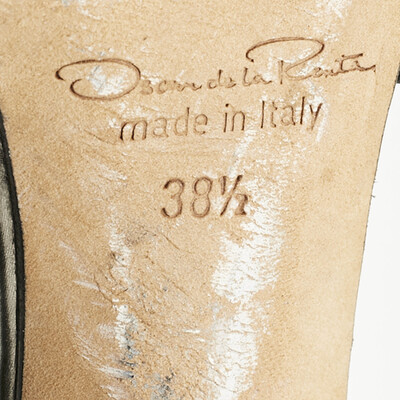 Oscar de la Renta
made in Italy
38½